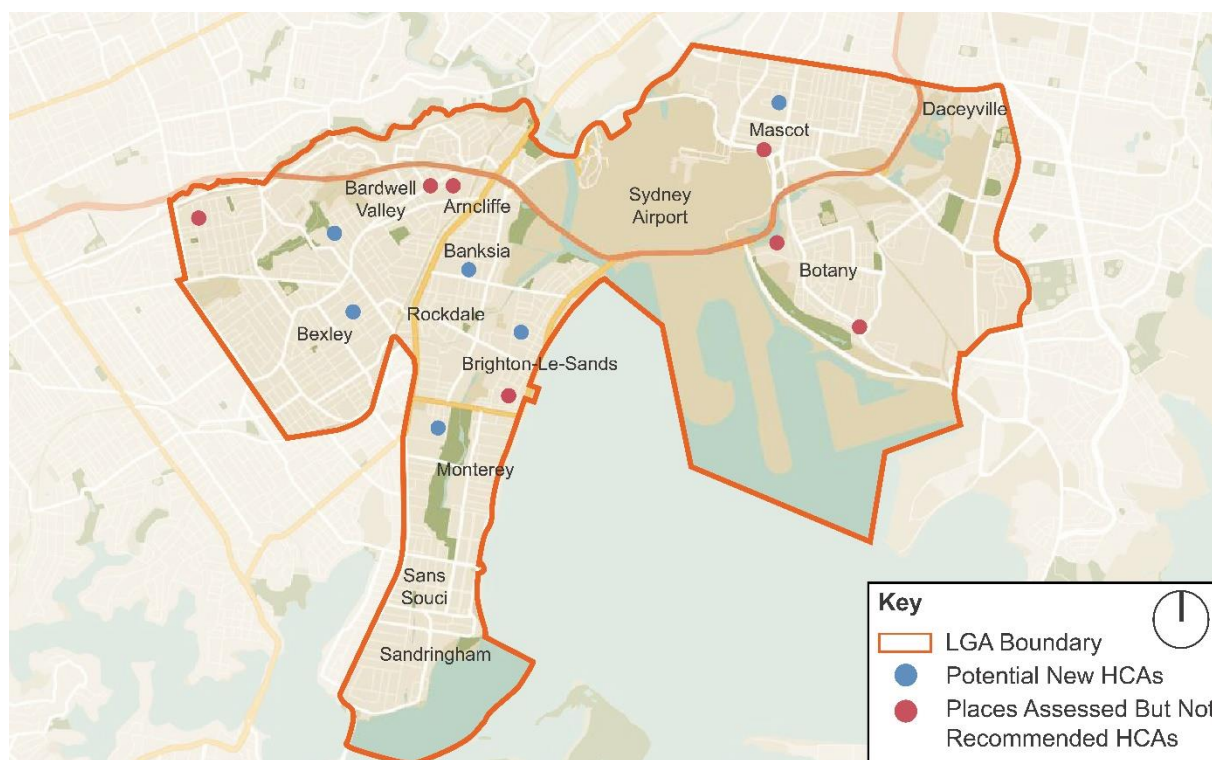 Daceyville
Mascot
Bardwell
Valley
Arncliffe
Sydney
Airport
Banksia
Botany
Rockdale
Bexley
Brighton-Le-Sands
Monterey
Sans
Souci
Sandringham
Key
LGA Boundary
Potential New HCAs
Places Assessed But Not
Recommended HCAs